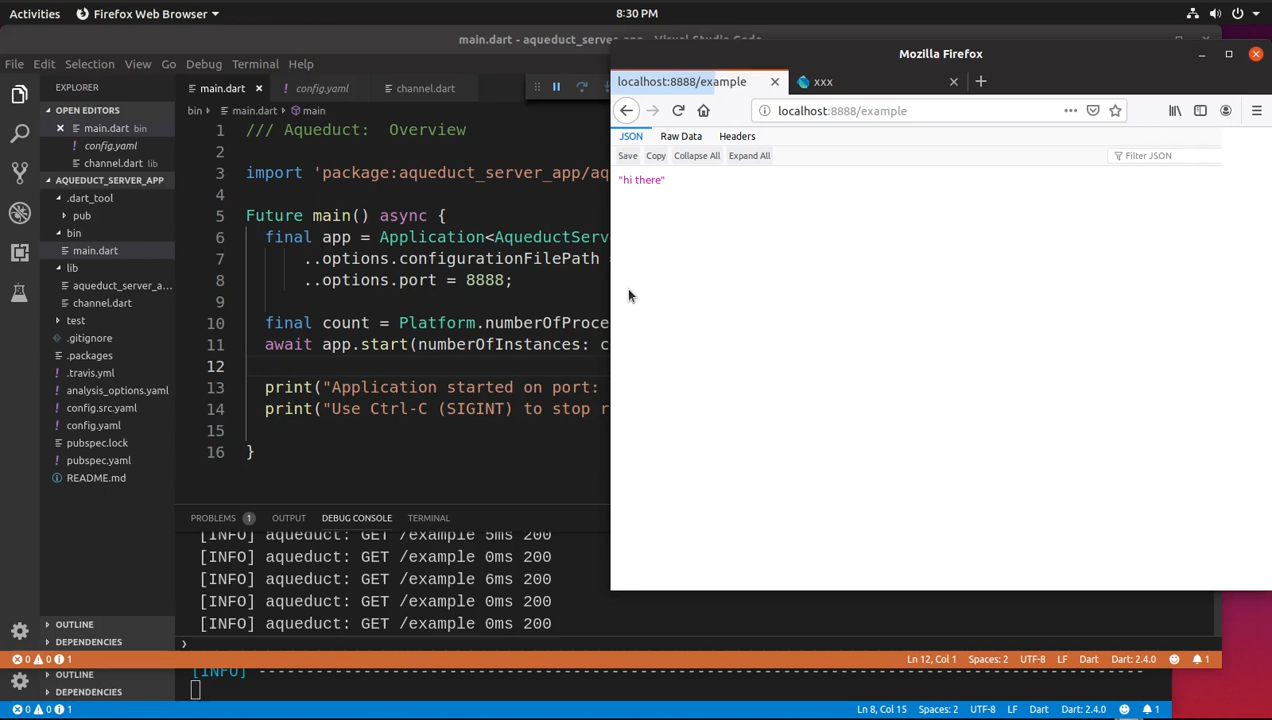 Activities
Firefox Web Browser
8:30 PM
main.dart - aqueduct_server_app - Visual Studio Code
File Edit Selection View Go Debug Terminal Help
EXPLORER
OPEN EDITORS
main.dart bin
config.yaml
channel.dart lib
AQUEDUCT_SERVER_APP
.dart_tool
pub
bin
main.dart
lib
aqueduct_server_a...
channel.dart
test
.gitignore
.packages
.travis.yml
analysis_options.yaml
config.src.yaml
config.yaml
pubspec.lock
pubspec.yaml
README.md
OUTLINE
DEPENDENCIES
main.dart
config.yaml
channel.dart
bin main.dart main
1 /// Aqueduct:  Overview
2
3 import 'package:aqueduct_server_app/aq
4
5 Future main() async {
6 final app = Application<AqueductServe
7 ..options.configurationFilePath =
8 ..options.port = 8888;
9
10 final count = Platform.numberOfProce
11 await app.start(numberOfInstances: c
12
13 print("Application started on port:
14 print("Use Ctrl-C (SIGINT) to stop r
15
16 }
PROBLEMS 1 OUTPUT DEBUG CONSOLE TERMINAL
[INFO] aqueduct: GET /example 5ms 200
[INFO] aqueduct: GET /example 0ms 200
[INFO] aqueduct: GET /example 6ms 200
[INFO] aqueduct: GET /example 0ms 200
[INFO] aqueduct: GET /example 0ms 200
0 0 1
Ln 12, Col 1 Spaces: 2 UTF-8 LF Dart Dart: 2.4.0 1
Mozilla Firefox
localhost:8888/example
xxx
localhost:8888/example
JSON Raw Data Headers
Save Copy Collapse All Expand All
Filter JSON
"hi there"
OUTLINE
DEPENDENCIES
[INFO] ----------------------------------------------------------------------------------
0 0 1
Ln 8, Col 15 Spaces: 2 UTF-8 LF Dart Dart: 2.4.0 1